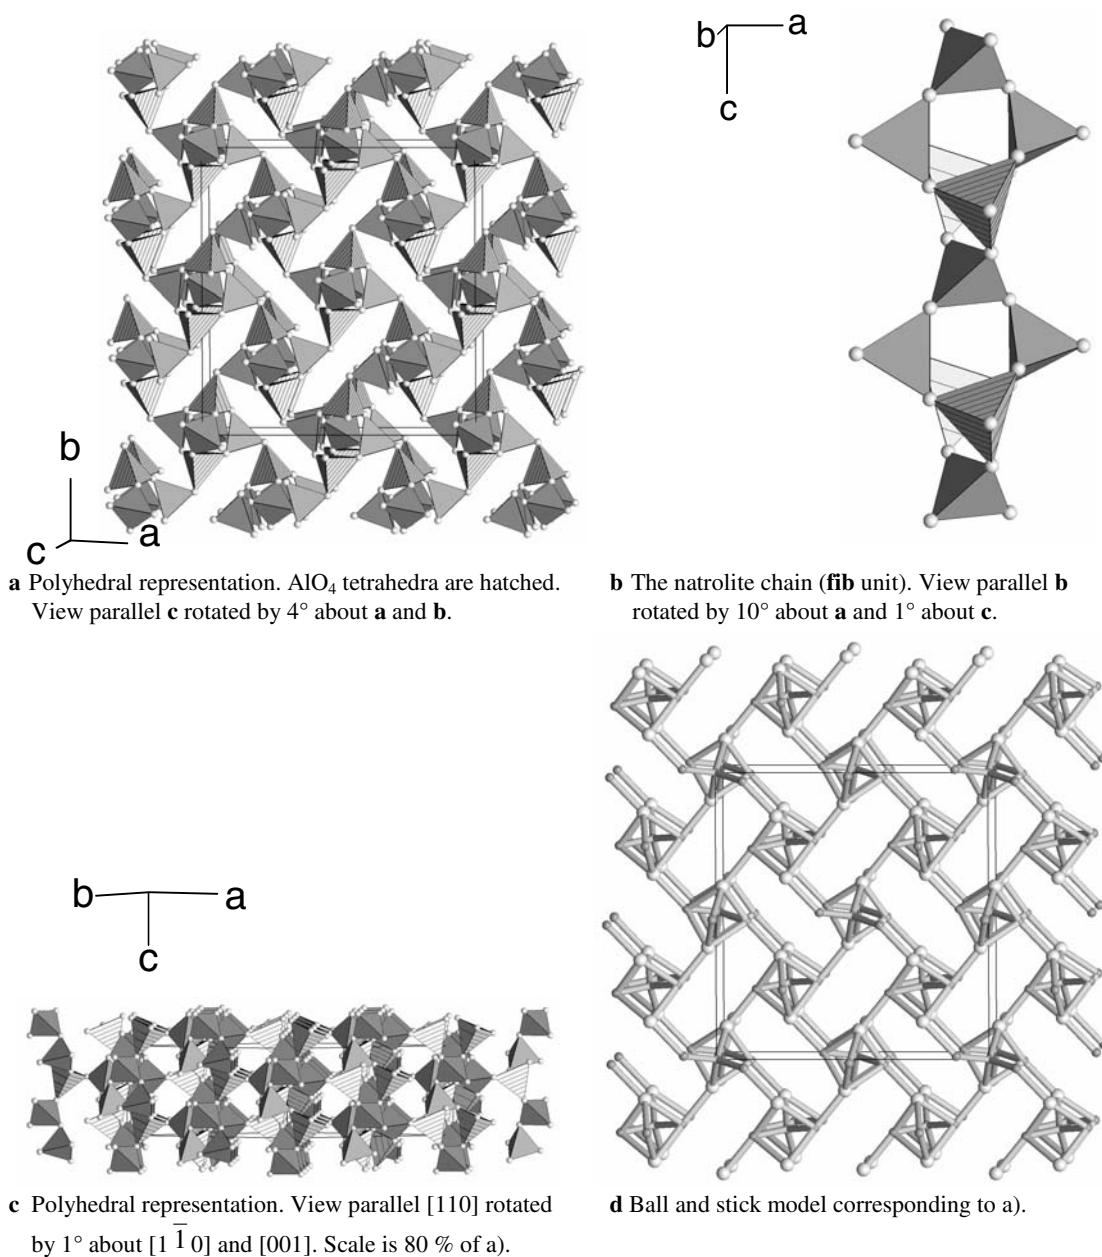 b
a
c
b
c
a
a Polyhedral representation. AlO4 tetrahedra are hatched.
View parallel c rotated by 4° about a and b.
b The natrolite chain (fib unit). View parallel b
rotated by 10° about a and 1° about c.
b
a
c
c Polyhedral representation. View parallel [110] rotated
by 1° about [1 1̅ 0] and [001]. Scale is 80 % of a).
d Ball and stick model corresponding to a).